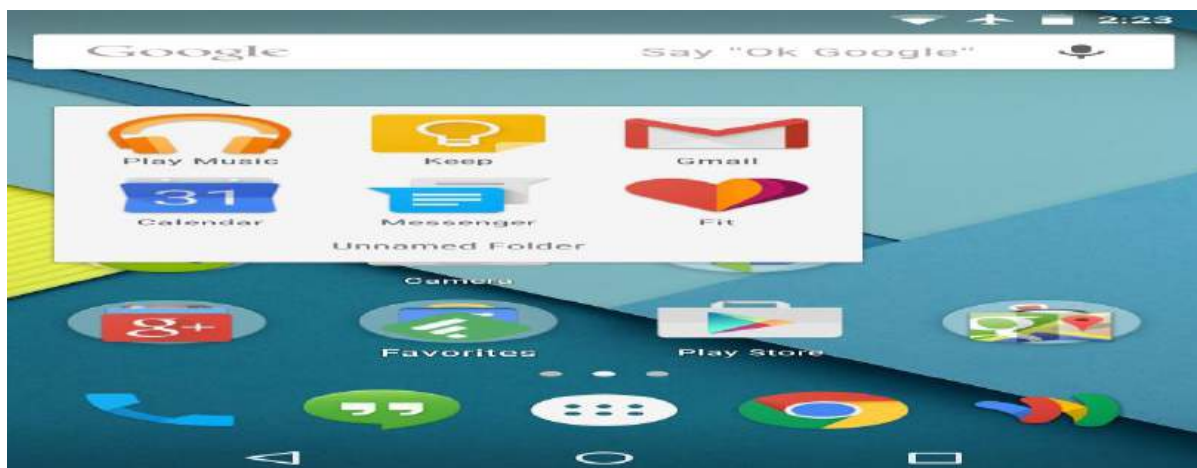 2:23
Google Say "Ok Google"
Play Music Keep Gmail
31
Calendar Messenger Fit
Unnamed Folder
Camera
g+
Favorites Play Store